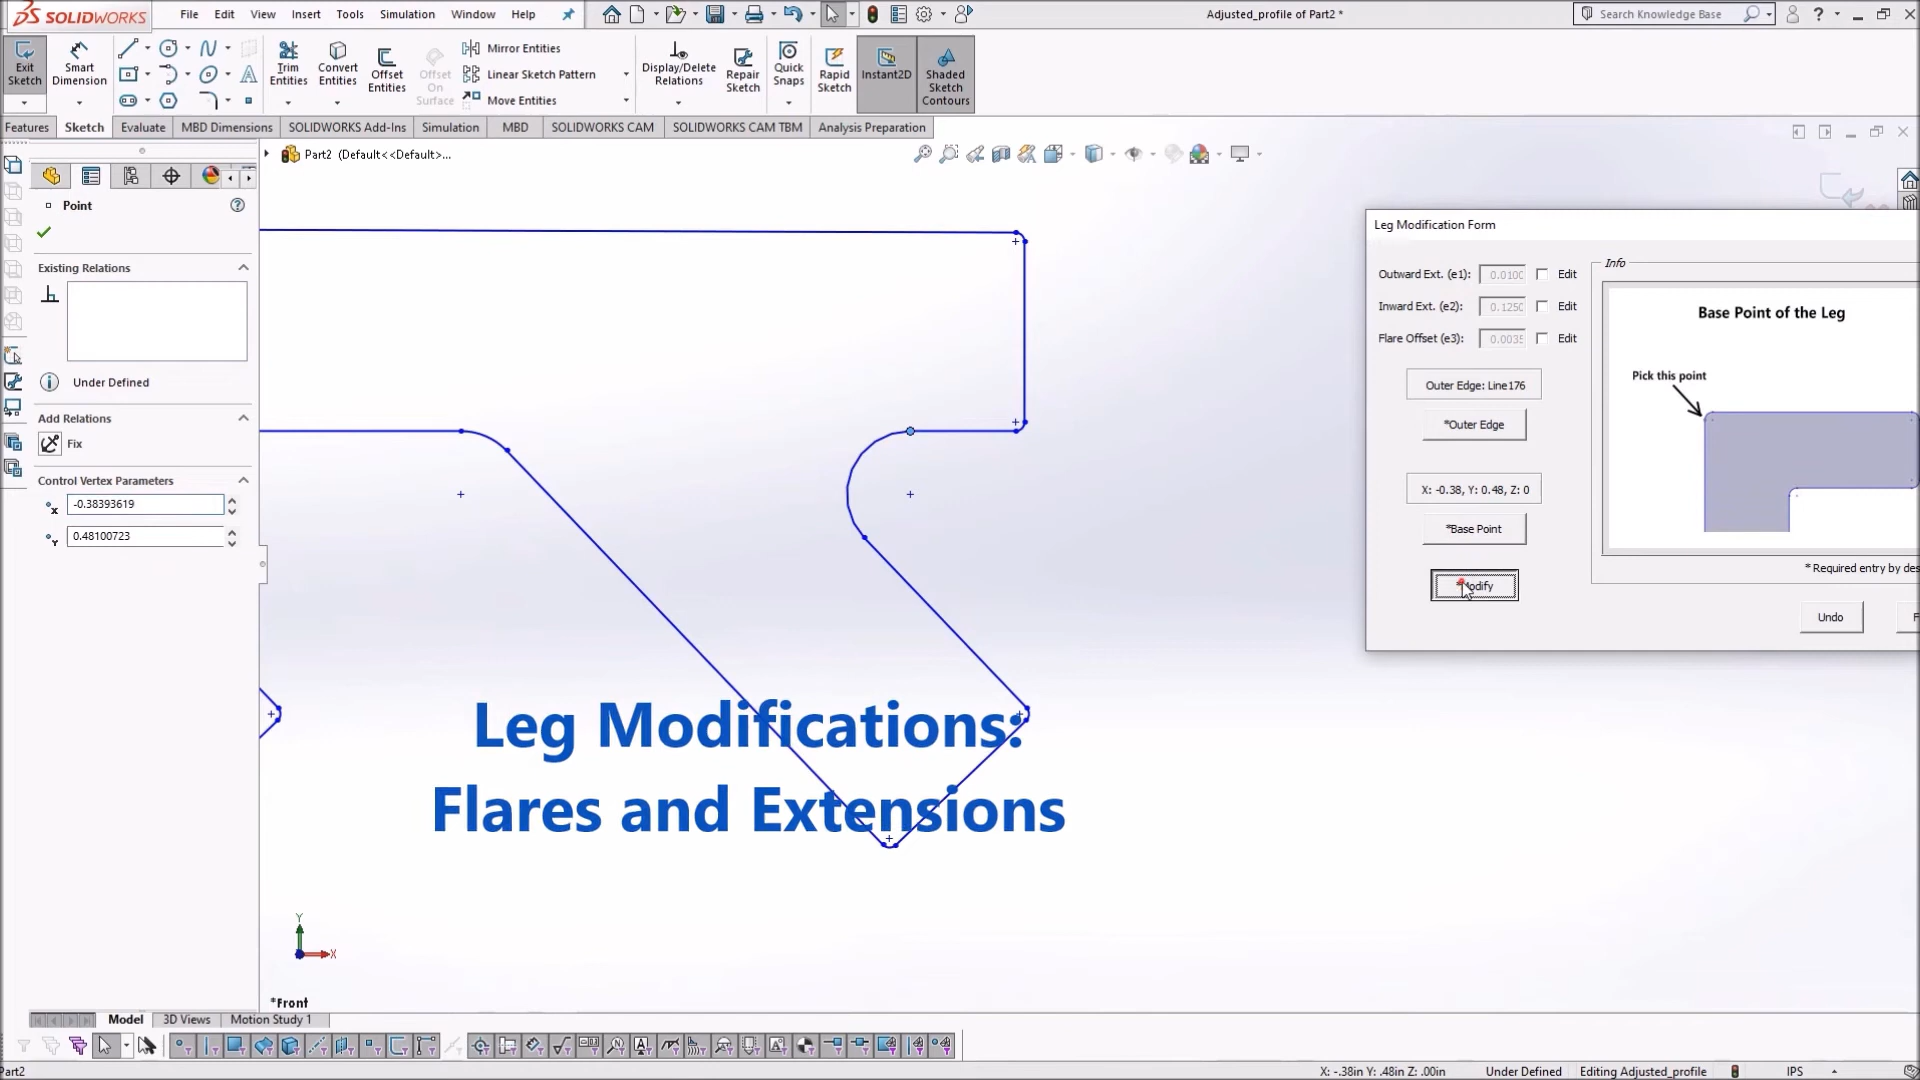 SOLIDWORKS
File Edit View Insert Tools Simulation Window Help
Adjusted_profile of Part2 *
Search Knowledge Base
Exit Sketch
Smart Dimension
Trim Entities
Convert Entities
Offset Entities
Offset On Surface
Mirror Entities
Linear Sketch Pattern
Move Entities
Display/Delete Relations
Repair Sketch
Quick Snaps
Rapid Sketch
Instant2D
Shaded Sketch Contours
Features Sketch Evaluate MBD Dimensions SOLIDWORKS Add-Ins Simulation MBD SOLIDWORKS CAM SOLIDWORKS CAM TBM Analysis Preparation
Part2 (Default<<Default>...
Point
Existing Relations
Under Defined
Add Relations
Fix
Control Vertex Parameters
-0.38393619
0.48100723
Leg Modification Form
Outward Ext. (e1): 0.0100 Edit
Inward Ext. (e2): 0.1250 Edit
Flare Offset (e3): 0.0035 Edit
Outer Edge: Line176
*Outer Edge
X: -0.38, Y: 0.48, Z: 0
*Base Point
Info
Base Point of the Leg
Pick this point
* Required entry by des
Undo
Leg Modifications:
Flares and Extensions
Y
X
*Front
Model 3D Views Motion Study 1
Part2
X: -.38in Y: .48in Z: .00in Under Defined Editing Adjusted_profile IPS